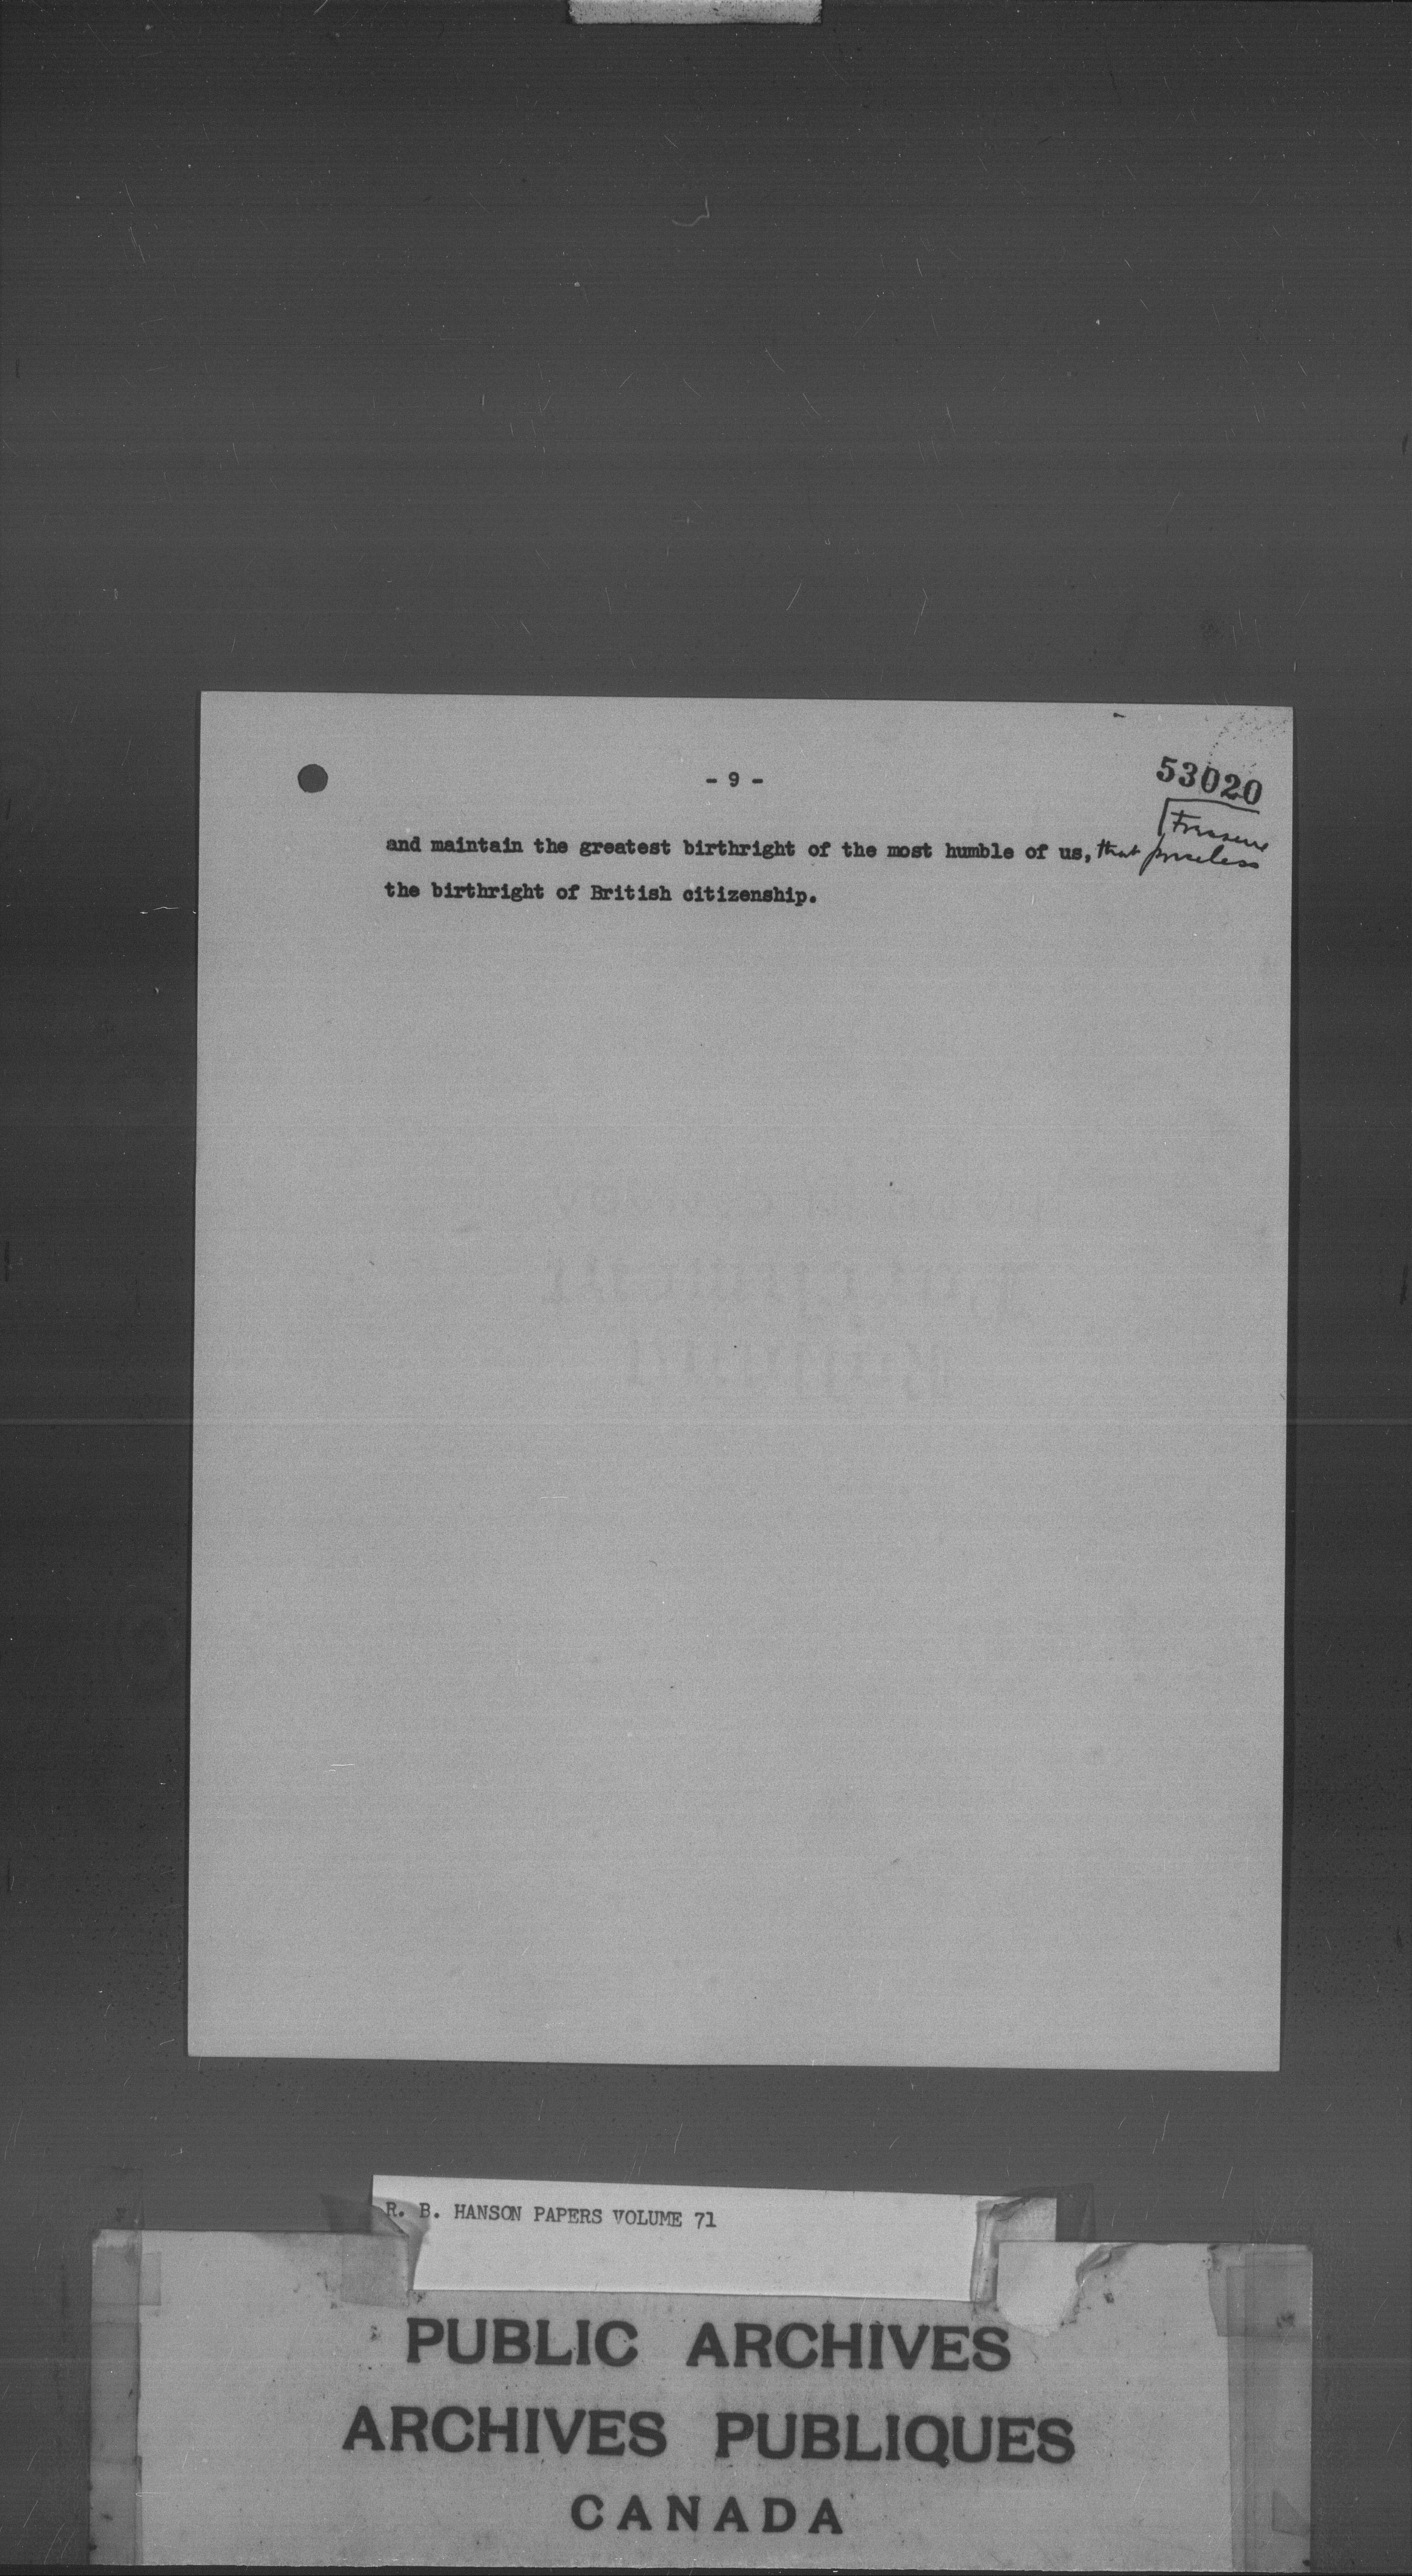 - 9 -
53020
and maintain the greatest birthright of the most humble of us, that priceless
the birthright of British citizenship.
R. B. HANSON PAPERS VOLUME 71
PUBLIC ARCHIVES
ARCHIVES PUBLIQUES
CANADA